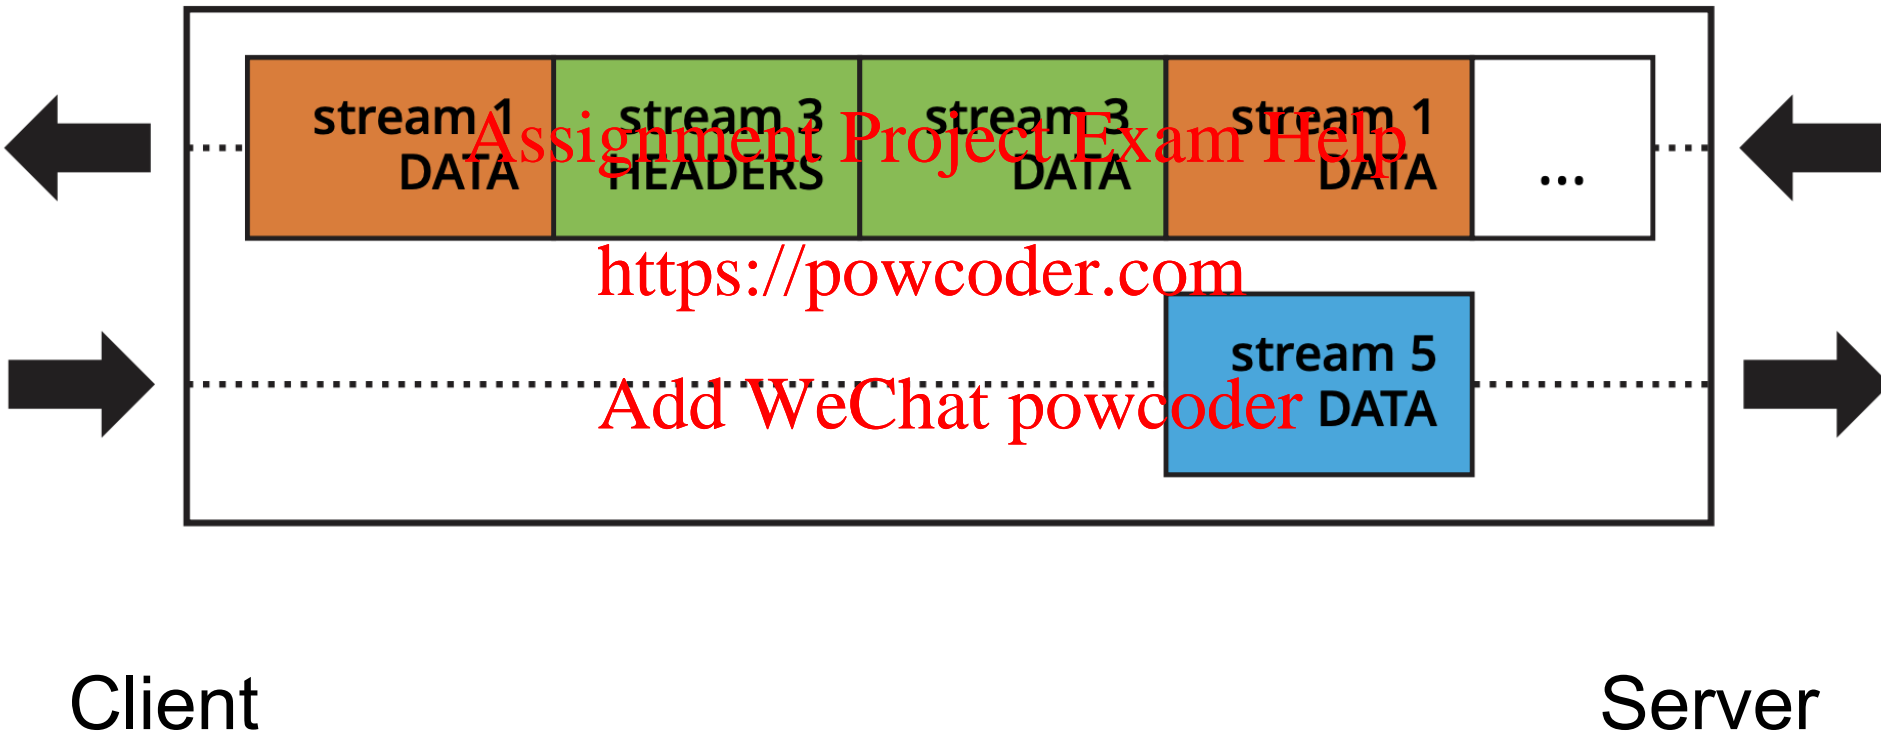 stream 1
DATA
stream 3
HEADERS
stream 3
DATA
stream 1
DATA
...
Assignment Project Exam Help
https://powcoder.com
stream 5
DATA
Add WeChat powcoder
Client
Server